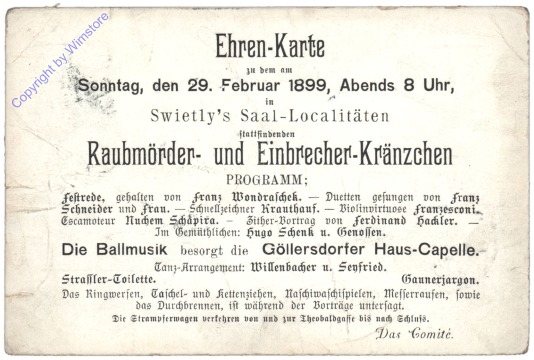 Ehren-Karte
zu dem am
Sonntag, den 29. Februar 1899, Abends 8 Uhr,
in
Swietly's Saal-Localitäten
stattfindenden
Raubmörder- und Einbrecher-Kränzchen
PROGRAMM;
Festrede, gehalten von Franz Wondraschek. — Duetten gesungen von Franz
Schneider und Frau. — Schnellzeichner Krauthauf. — Violinvirtuose Franzesconi.
Escamoteur Nuchem Schapira. — Zither-Vortrag von Ferdinand Hackler. —
Im Gemüthlichen: Hugo Schenk u. Genossen.
Die Ballmusik besorgt die Göllersdorfer Haus-Capelle.
Tanz-Arrangement: Willenbacher u. Seyfried.
Strassler-Toilette. Gaunerjargon.
Das Ringwerfen, Taschel- und Kettenziehen, Naschiwaschispielen, Messerraufen, sowie
das Durchbrennen, ist während der Vorträge untersagt.
Die Strampferwagen verkehren von und zur Theobaldgasse bis nach Schluß.
Das Comité.
Copyright by Wimstore